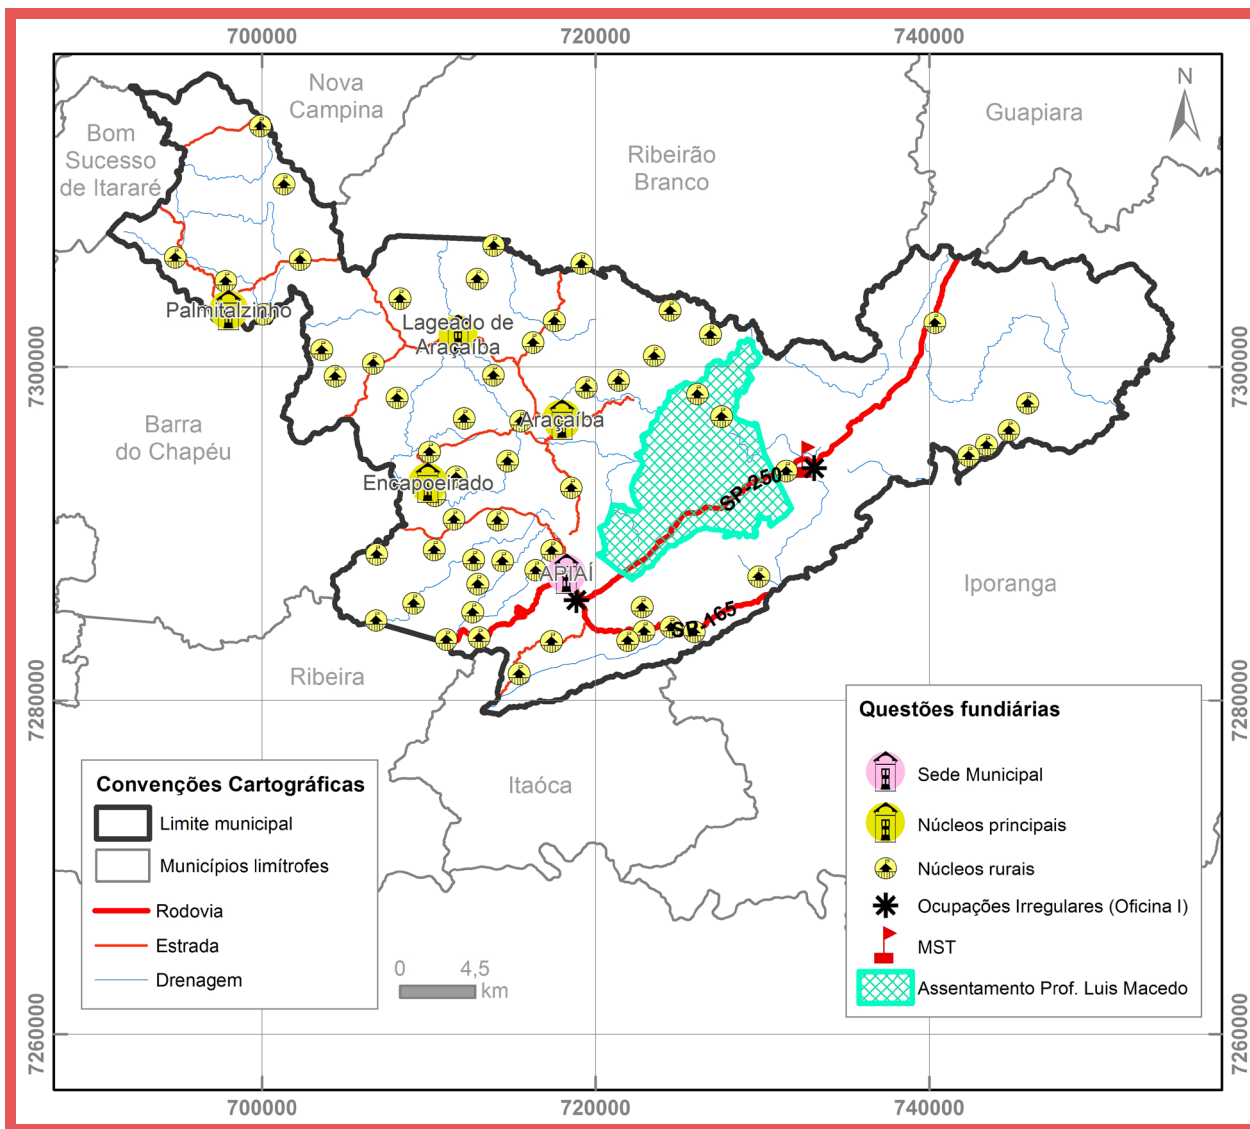 700000
720000
740000
Nova
Campina
Guapiara
N
Bom
Sucesso
de Itararé
Ribeirão
Branco
Palmitalzinho
Lageado de
Araçaíba
7300000
7300000
Araçaíba
Barra
do Chapéu
Encapoeirado
SP-250
APIAÍ
Iporanga
SP-165
Ribeira
7280000
7280000
Itaóca
Questões fundiárias
Sede Municipal
Núcleos principais
Núcleos rurais
Ocupações Irregulares (Oficina I)
MST
Assentamento Prof. Luis Macedo
Convenções Cartográficas
Limite municipal
Municípios limítrofes
Rodovia
Estrada
Drenagem
0 4,5
km
7260000
7260000
700000
720000
740000